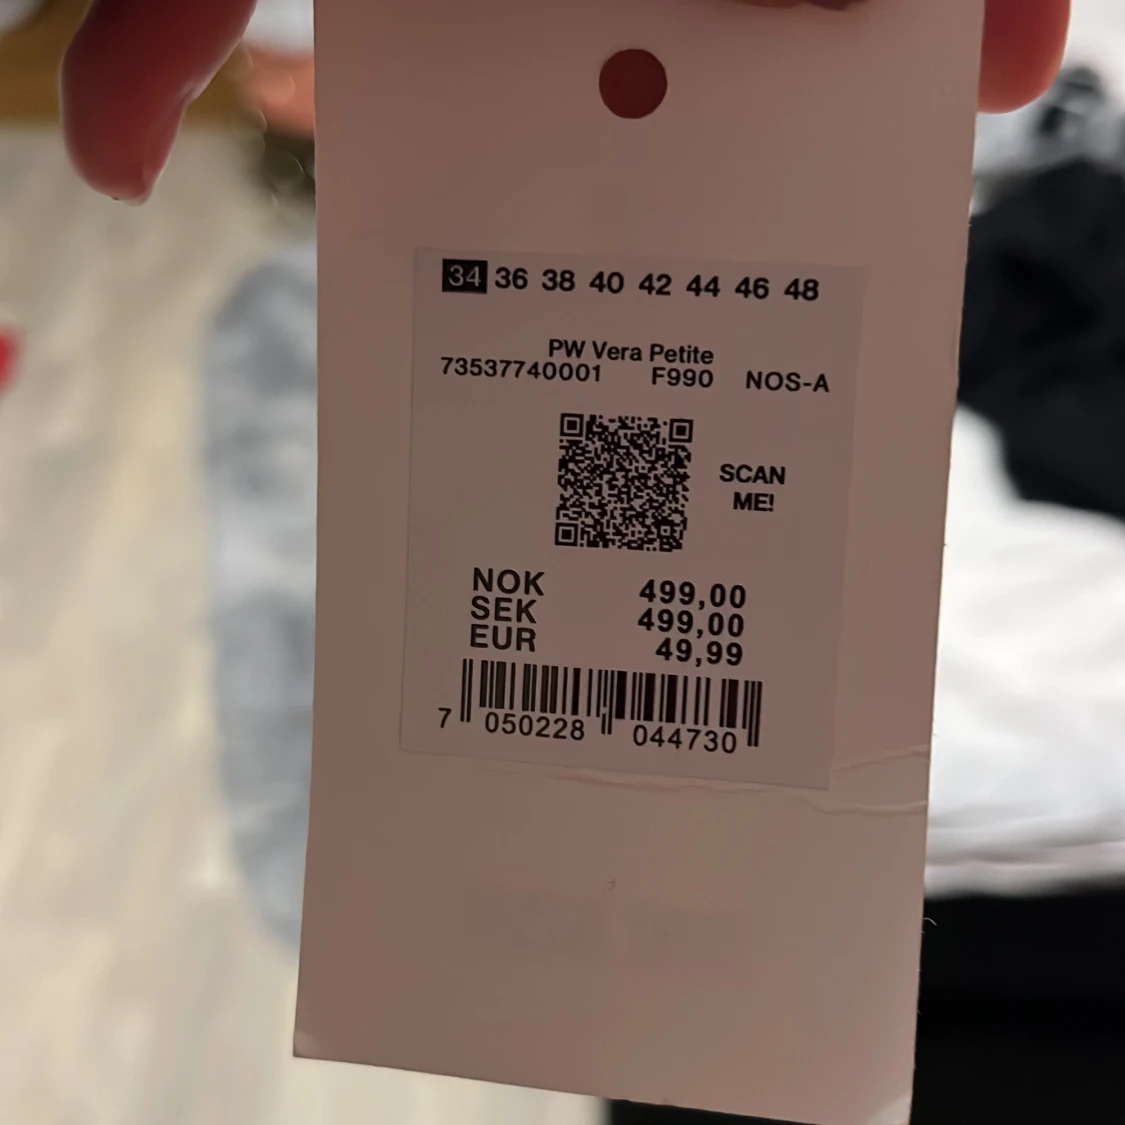 34 36 38 40 42 44 46 48
PW Vera Petite
73537740001 F990 NOS-A
SCAN
ME!
NOK 499,00
SEK 499,00
EUR 49,99
7 050228 044730